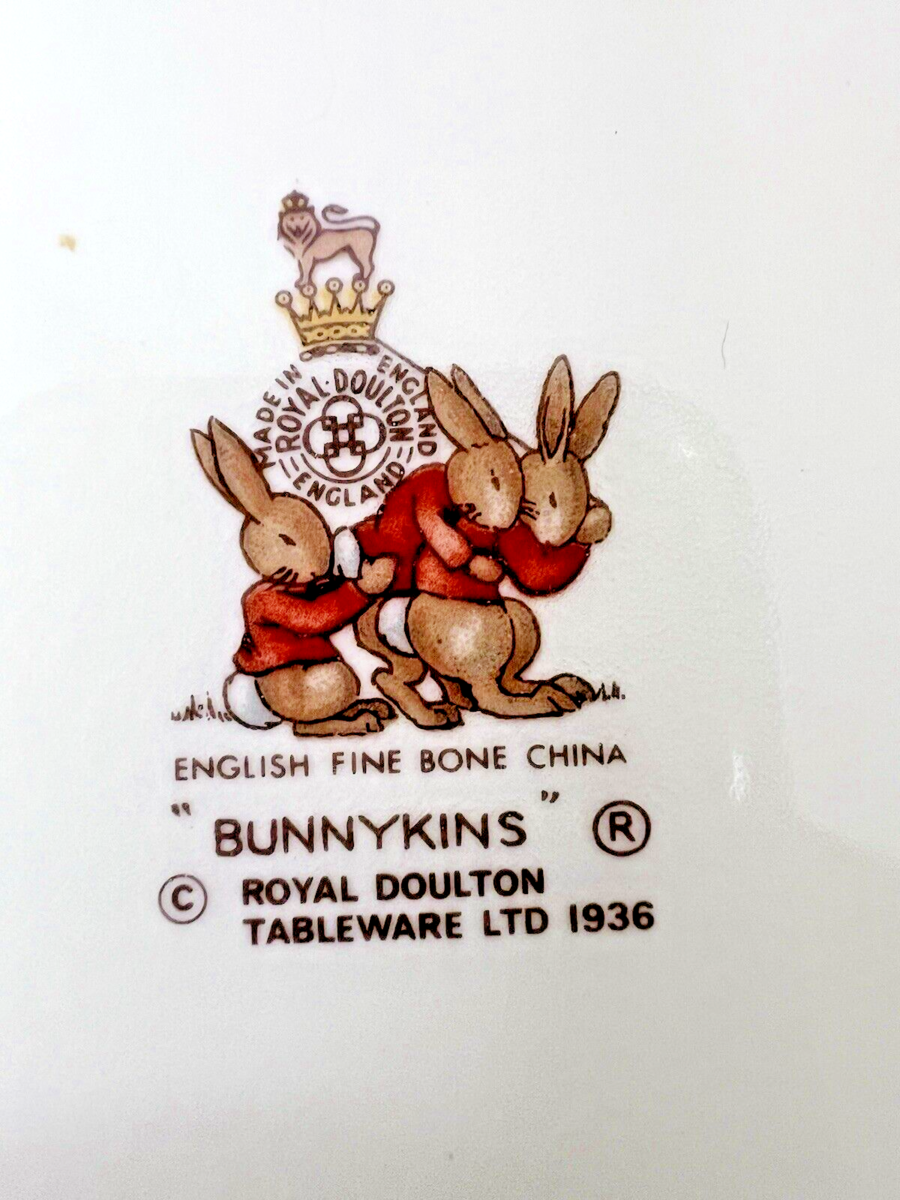 MADE IN ENGLAND
ROYAL·DOULTON
ENGLAND
ENGLISH FINE BONE CHINA
"BUNNYKINS" ®
© ROYAL DOULTON
TABLEWARE LTD 1936